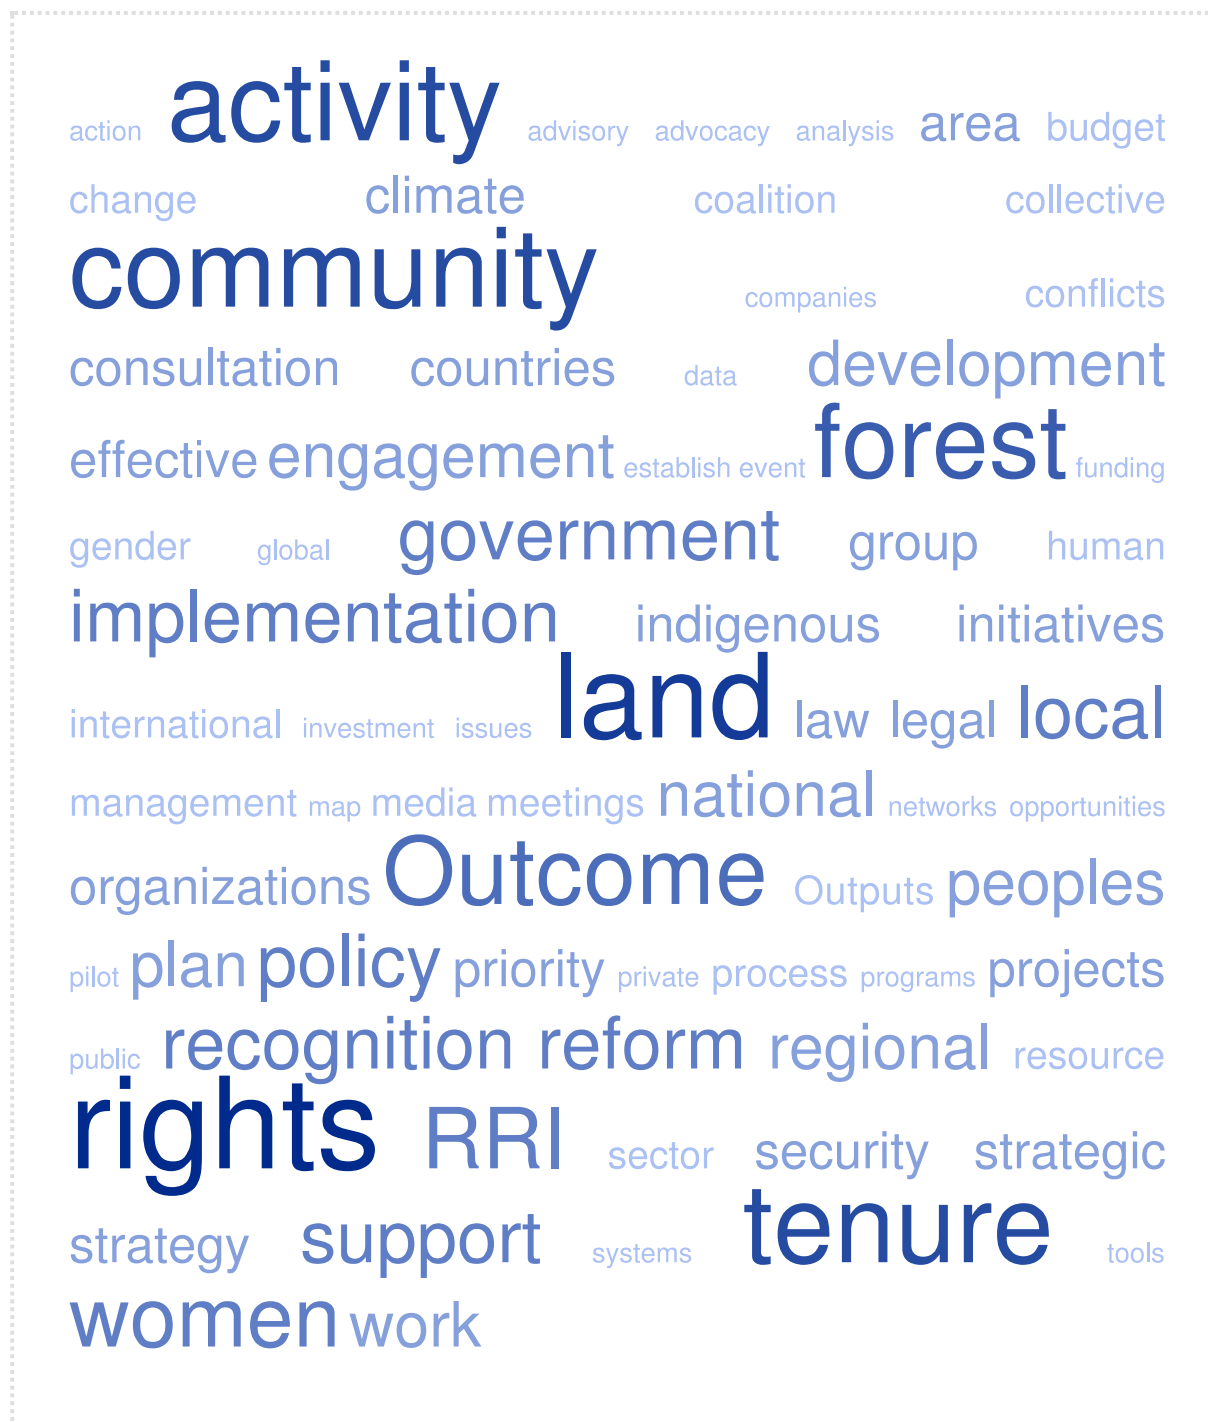 action activity advisory advocacy analysis area budget
change climate coalition collective
community companies conflicts
consultation countries data development
effective engagement establish event forest funding
gender global government group human
implementation indigenous initiatives
international investment issues land law legal local
management map media meetings national networks opportunities
organizations Outcome Outputs peoples
pilot plan policy priority private process programs projects
public recognition reform regional resource
rights RRI sector security strategic
strategy support systems tenure tools
women work